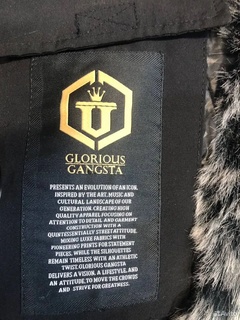 GLORIOUS
GANGSTA
PRESENTS AN EVOLUTION OF AN ICON.
INSPIRED BY THE ART, MUSIC AND
CULTURAL LANDSCAPE OF OUR
GENERATION. CREATING HIGH
QUALITY APPAREL, FOCUSING ON
ATTENTION TO DETAIL AND GARMENT
CONSTRUCTION WITH A
QUINTESSENTIALLY STREET ATTITUDE.
MIXING LUXE FABRICS WITH
PIONEERING PRINTS FOR STATEMENT
PIECES. WHILE THE SILHOUETTES
REMAIN TIMELESS WITH AN ATHLETIC
TWIST. GLORIOUS GANGSTA
DELIVERS A VISION, A LIFESTYLE, AND
AN ATTITUDE. TO MOVE THE CROWDS
AND STRIVE FOR GREATNESS.
Avito